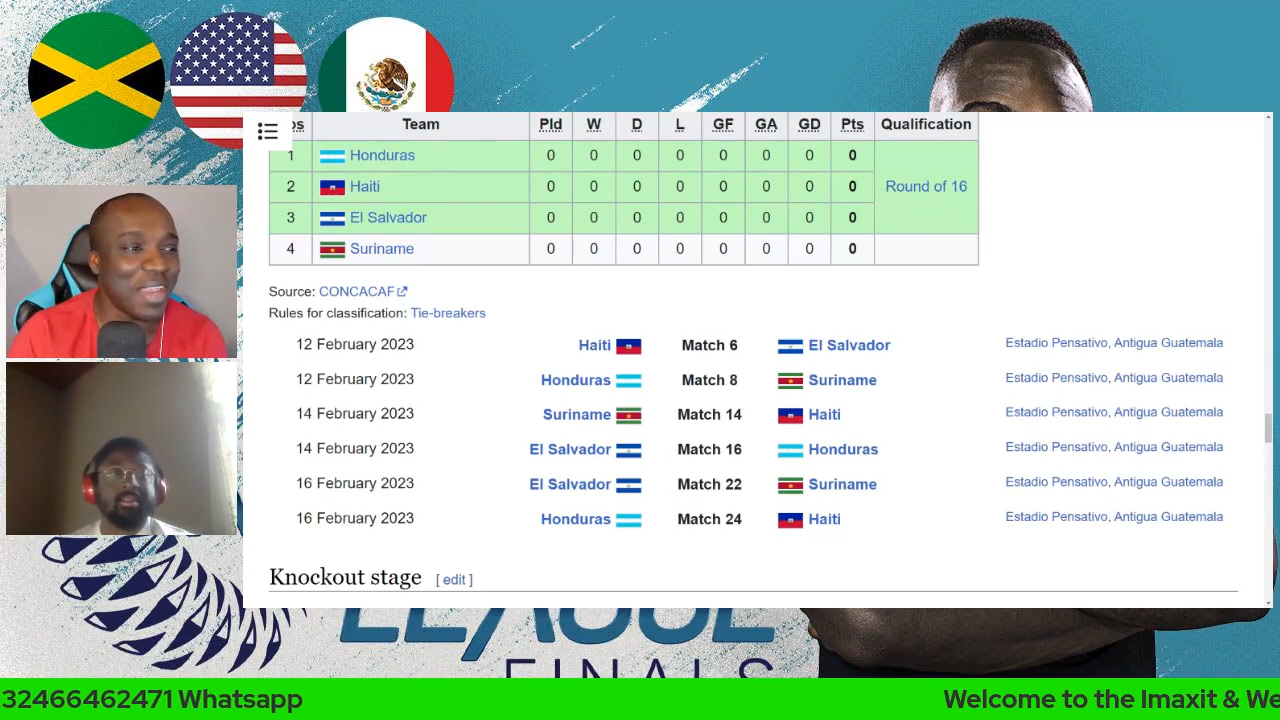 os Team Pld W D L GF GA GD Pts Qualification
1 Honduras 0 0 0 0 0 0 0 0
2 Haiti 0 0 0 0 0 0 0 0 Round of 16
3 El Salvador 0 0 0 0 0 0 0 0
4 Suriname 0 0 0 0 0 0 0 0
Source: CONCACAF
Rules for classification: Tie-breakers
12 February 2023 Haiti Match 6 El Salvador Estadio Pensativo, Antigua Guatemala
12 February 2023 Honduras Match 8 Suriname Estadio Pensativo, Antigua Guatemala
14 February 2023 Suriname Match 14 Haiti Estadio Pensativo, Antigua Guatemala
14 February 2023 El Salvador Match 16 Honduras Estadio Pensativo, Antigua Guatemala
16 February 2023 El Salvador Match 22 Suriname Estadio Pensativo, Antigua Guatemala
16 February 2023 Honduras Match 24 Haiti Estadio Pensativo, Antigua Guatemala
Knockout stage [ edit ]
LEAGUE
FINALS
32466462471 Whatsapp Welcome to the Imaxit & We